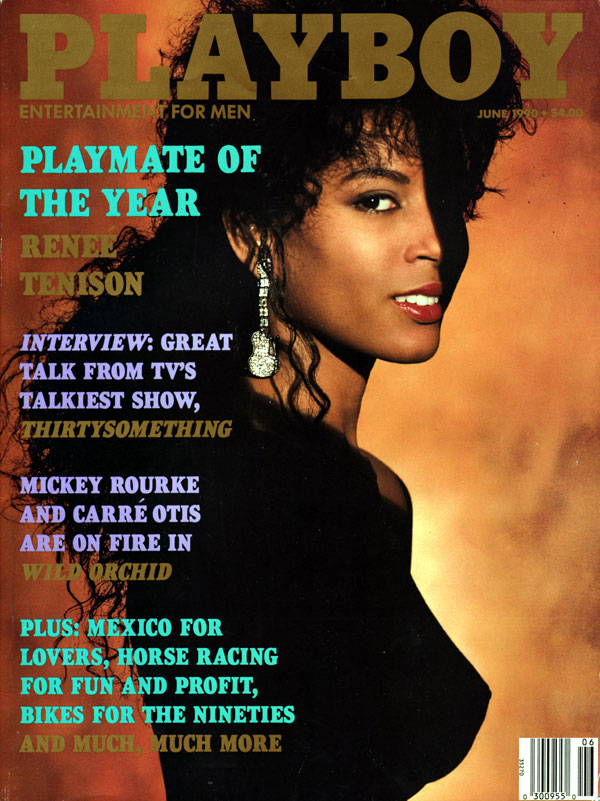 PLAYBOY
ENTERTAINMENT FOR MEN
JUNE 1990 • $4.00
PLAYMATE OF
THE YEAR
RENEÉ
TENISON
INTERVIEW: GREAT
TALK FROM TV'S
TALKIEST SHOW,
THIRTYSOMETHING
MICKEY ROURKE
AND CARRÉ OTIS
ARE ON FIRE IN
WILD ORCHID
PLUS: MEXICO FOR
LOVERS, HORSE RACING
FOR FUN AND PROFIT,
BIKES FOR THE NINETIES
AND MUCH, MUCH MORE
06
35270
0 300955 0